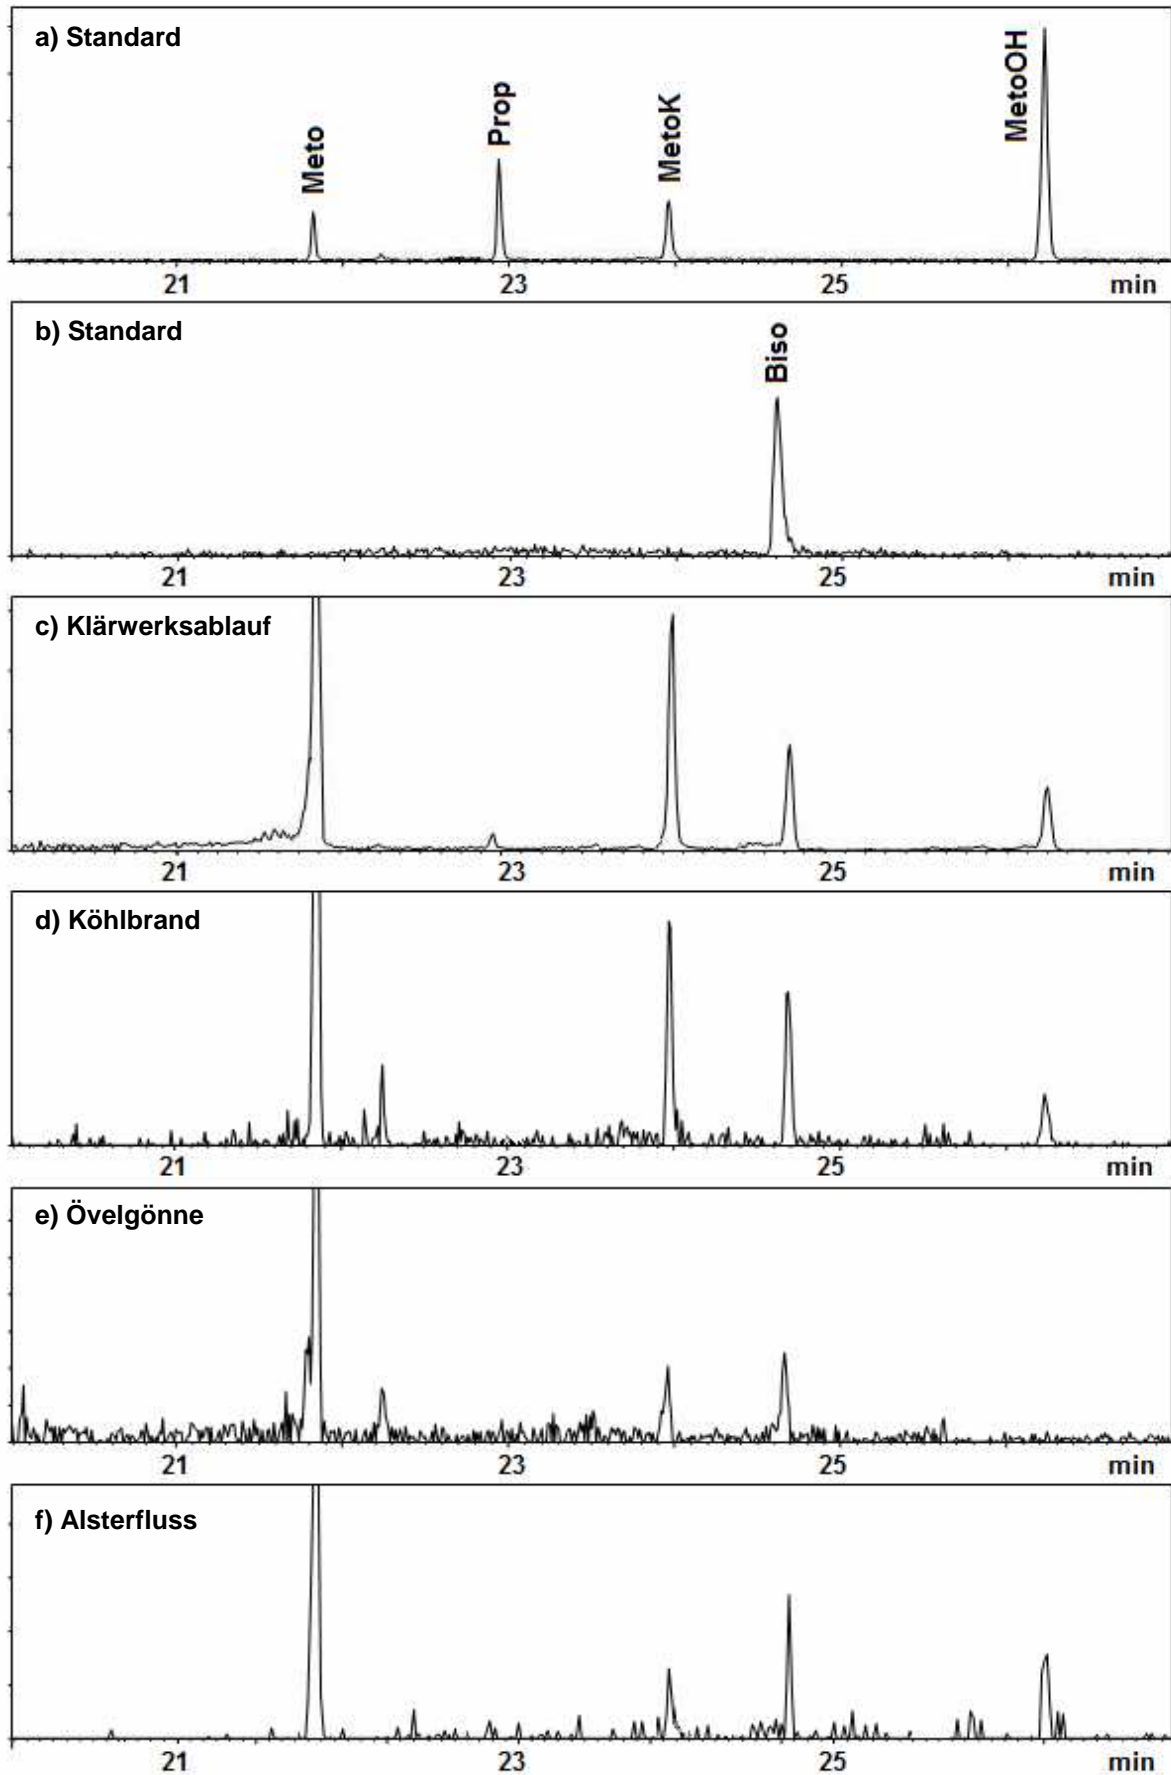 a) Standard
Meto
Prop
MetoK
MetoOH
21 23 25 min
b) Standard
Biso
21 23 25 min
c) Klärwerksablauf
21 23 25 min
d) Köhlbrand
21 23 25 min
e) Övelgönne
21 23 25 min
f) Alsterfluss
21 23 25 min